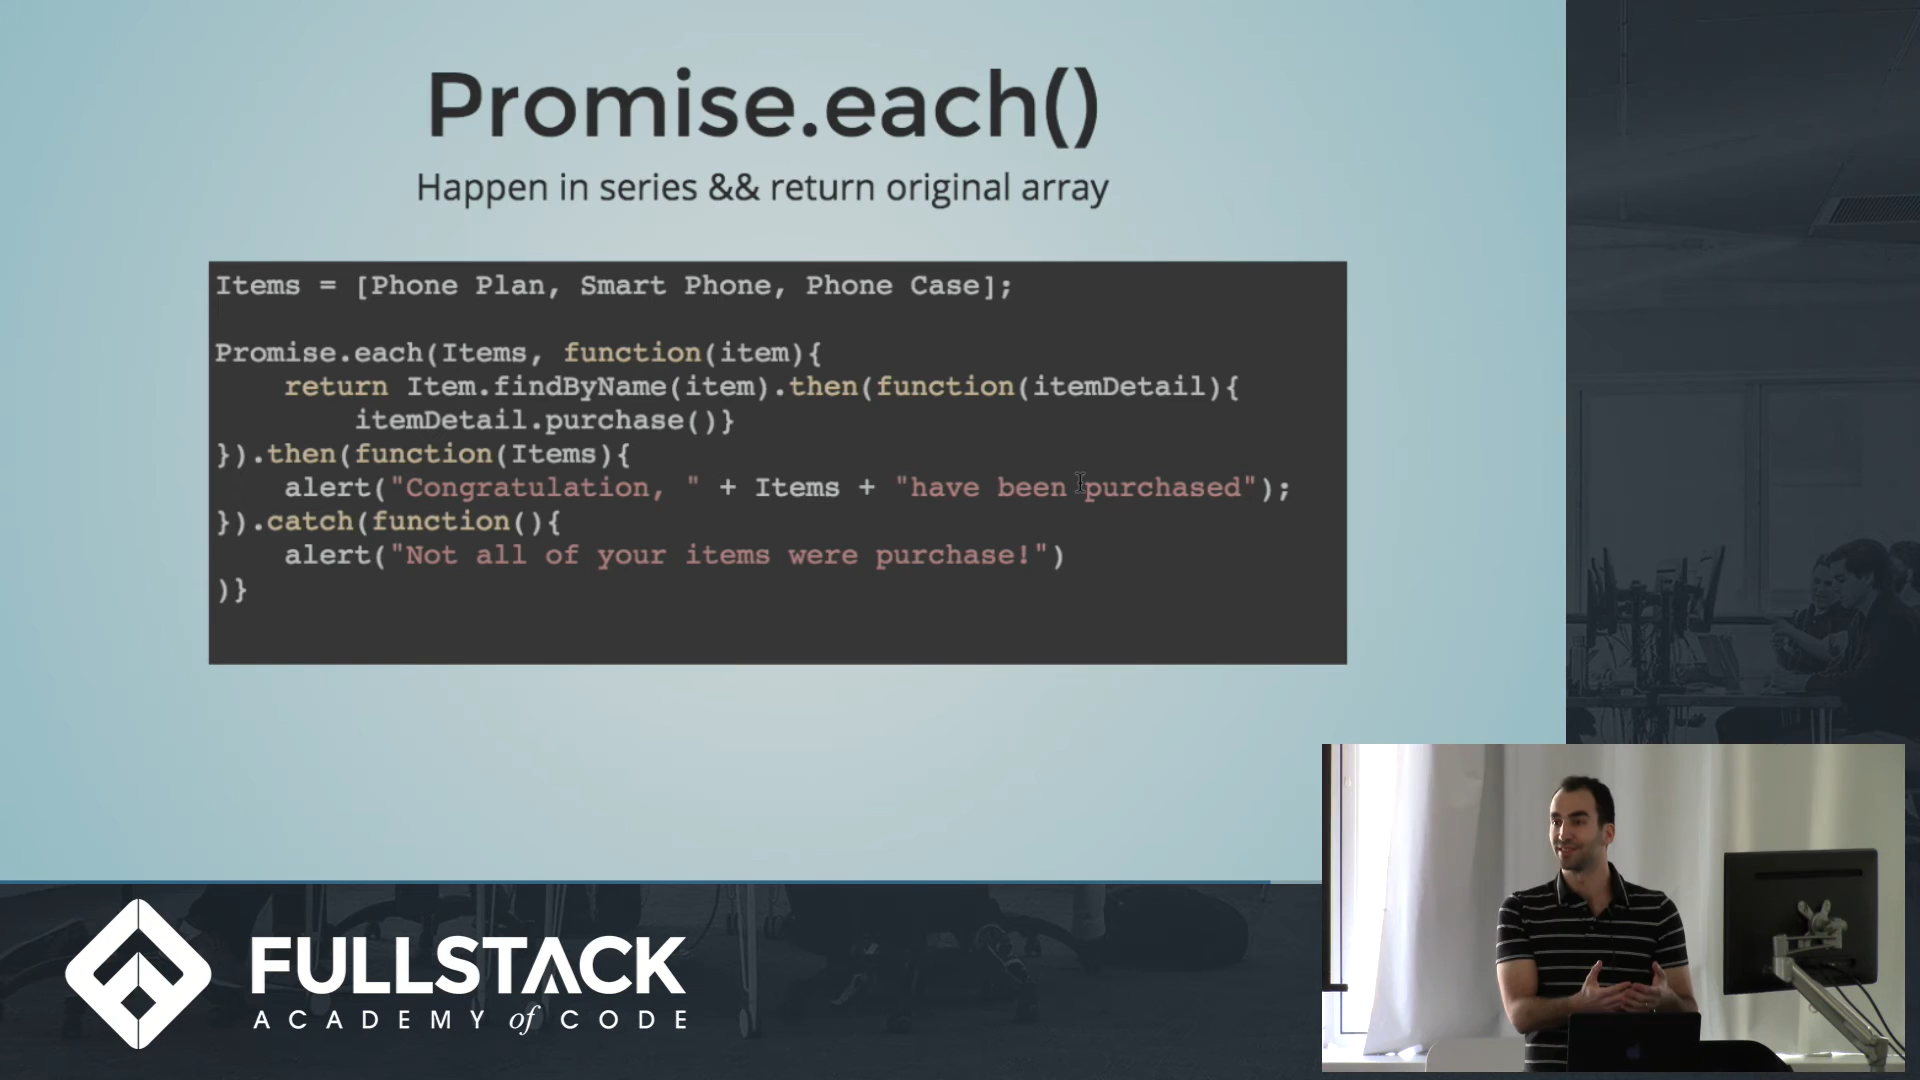 Promise.each()
Happen in series && return original array
Items = [Phone Plan, Smart Phone, Phone Case];
Promise.each(Items, function(item){
    return Item.findByName(item).then(function(itemDetail){
        itemDetail.purchase()}
}).then(function(Items){
    alert("Congratulation, " + Items + "have been purchased");
}).catch(function(){
    alert("Not all of your items were purchase!")
)}
FULLSTACK
ACADEMY of CODE